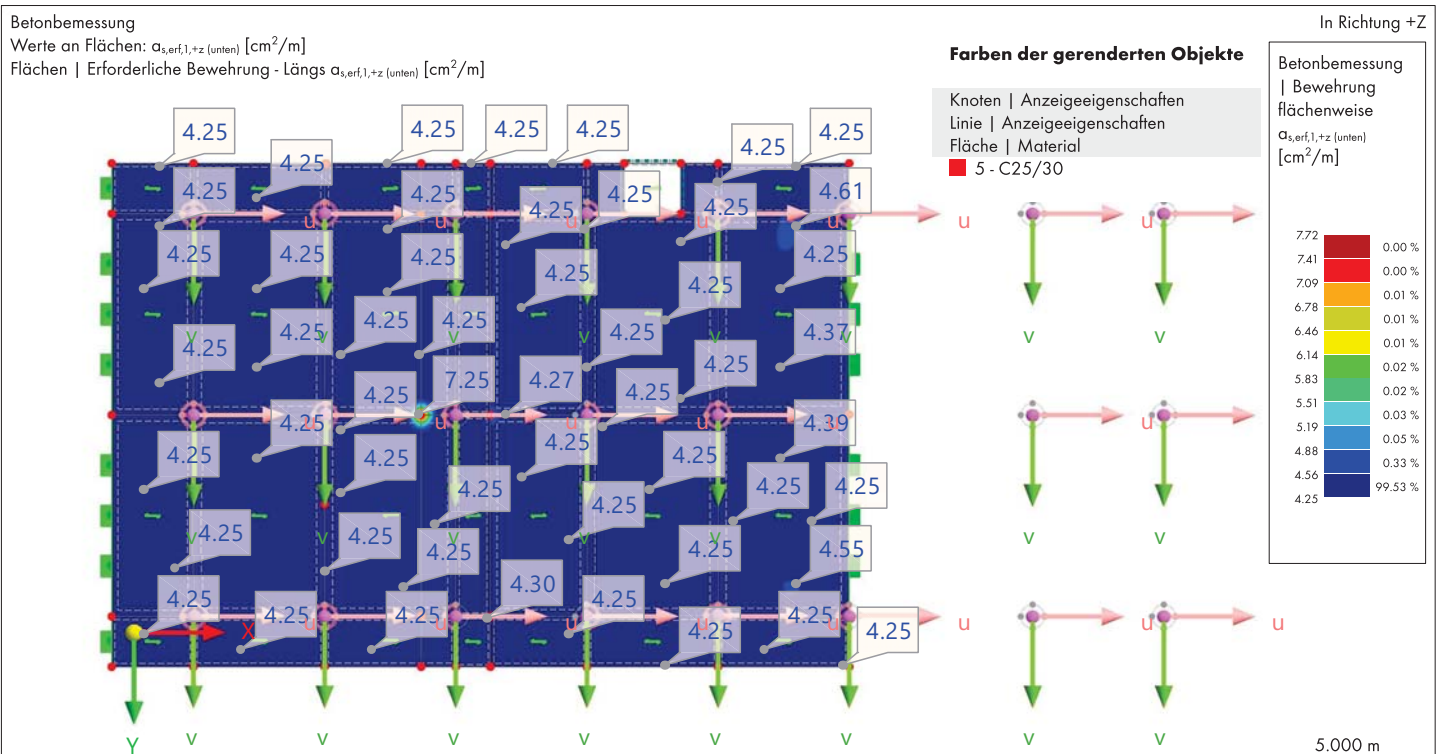 Betonbemessung
Werte an Flächen: as,erf,1,+z (unten) [cm²/m]
Flächen | Erforderliche Bewehrung - Längs as,erf,1,+z (unten) [cm²/m]
In Richtung +Z
Farben der gerenderten Objekte
Knoten | Anzeigeeigenschaften
Linie | Anzeigeeigenschaften
Fläche | Material
5 - C25/30
Betonbemessung
| Bewehrung
flächenweise
as,erf,1,+z (unten)
[cm²/m]
7.72
0.00 %
7.41
0.00 %
7.09
0.01 %
6.78
0.01 %
6.46
0.01 %
6.14
0.02 %
5.83
0.02 %
5.51
0.03 %
5.19
0.05 %
4.88
0.33 %
4.56
99.53 %
4.25
4.25 4.25 4.25 4.25 4.25
4.25 4.25
4.25 4.25 4.25 4.25 4.25 4.61
u u u u u u u u
4.25 4.25 4.25 4.25 4.25 4.25
4.25 4.25 4.25 4.25 4.37
v v v v v v v v
4.25 4.25
4.25 7.25 4.27 4.25
4.25 4.39
u u u u u u
4.25 4.25 4.25 4.25
4.25 4.25 4.25
4.25
4.25 4.25 4.25 4.25 4.55
v v v v v v v v
4.30
4.25 4.25 4.25 4.25 4.25 4.25 4.25
X u u u u u u u u
Y v v v v v v v v
5.000 m